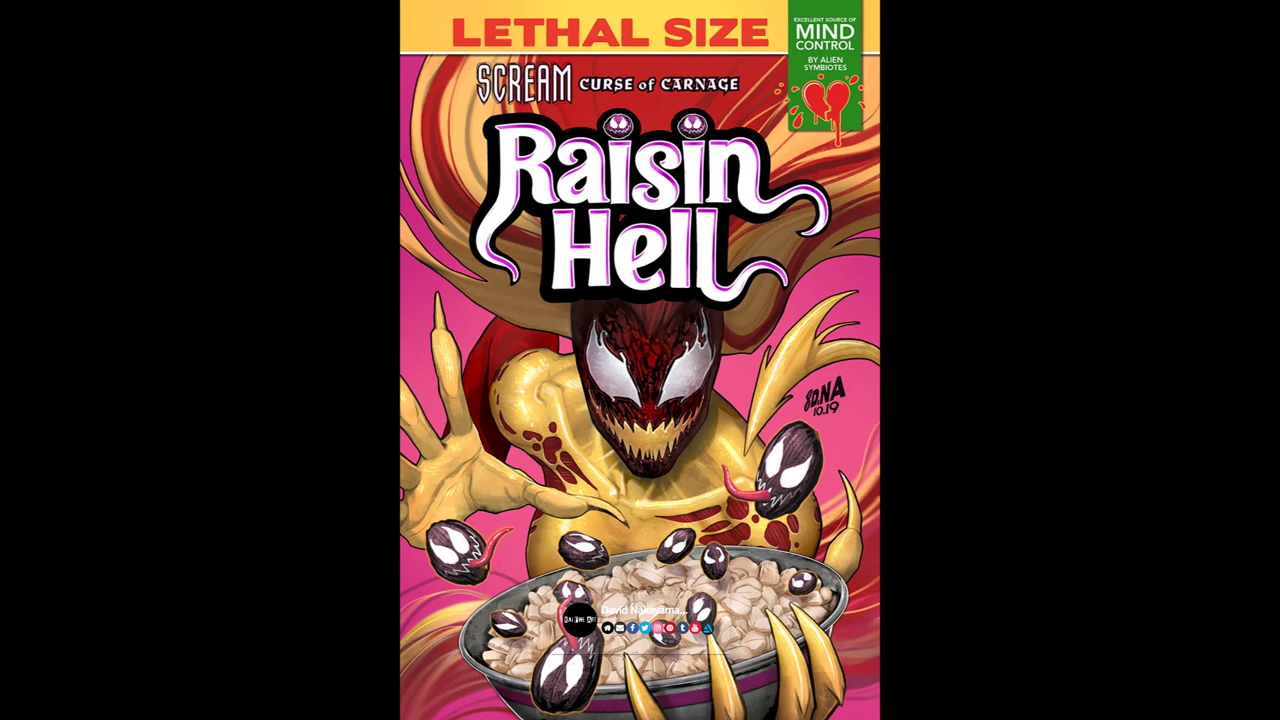 LETHAL SIZE
EXCELLENT SOURCE OF
MIND
CONTROL
BY ALIEN
SYMBIOTES
SCREAM CURSE of CARNAGE
Raisin
Hell
10.19
David Nakayama...